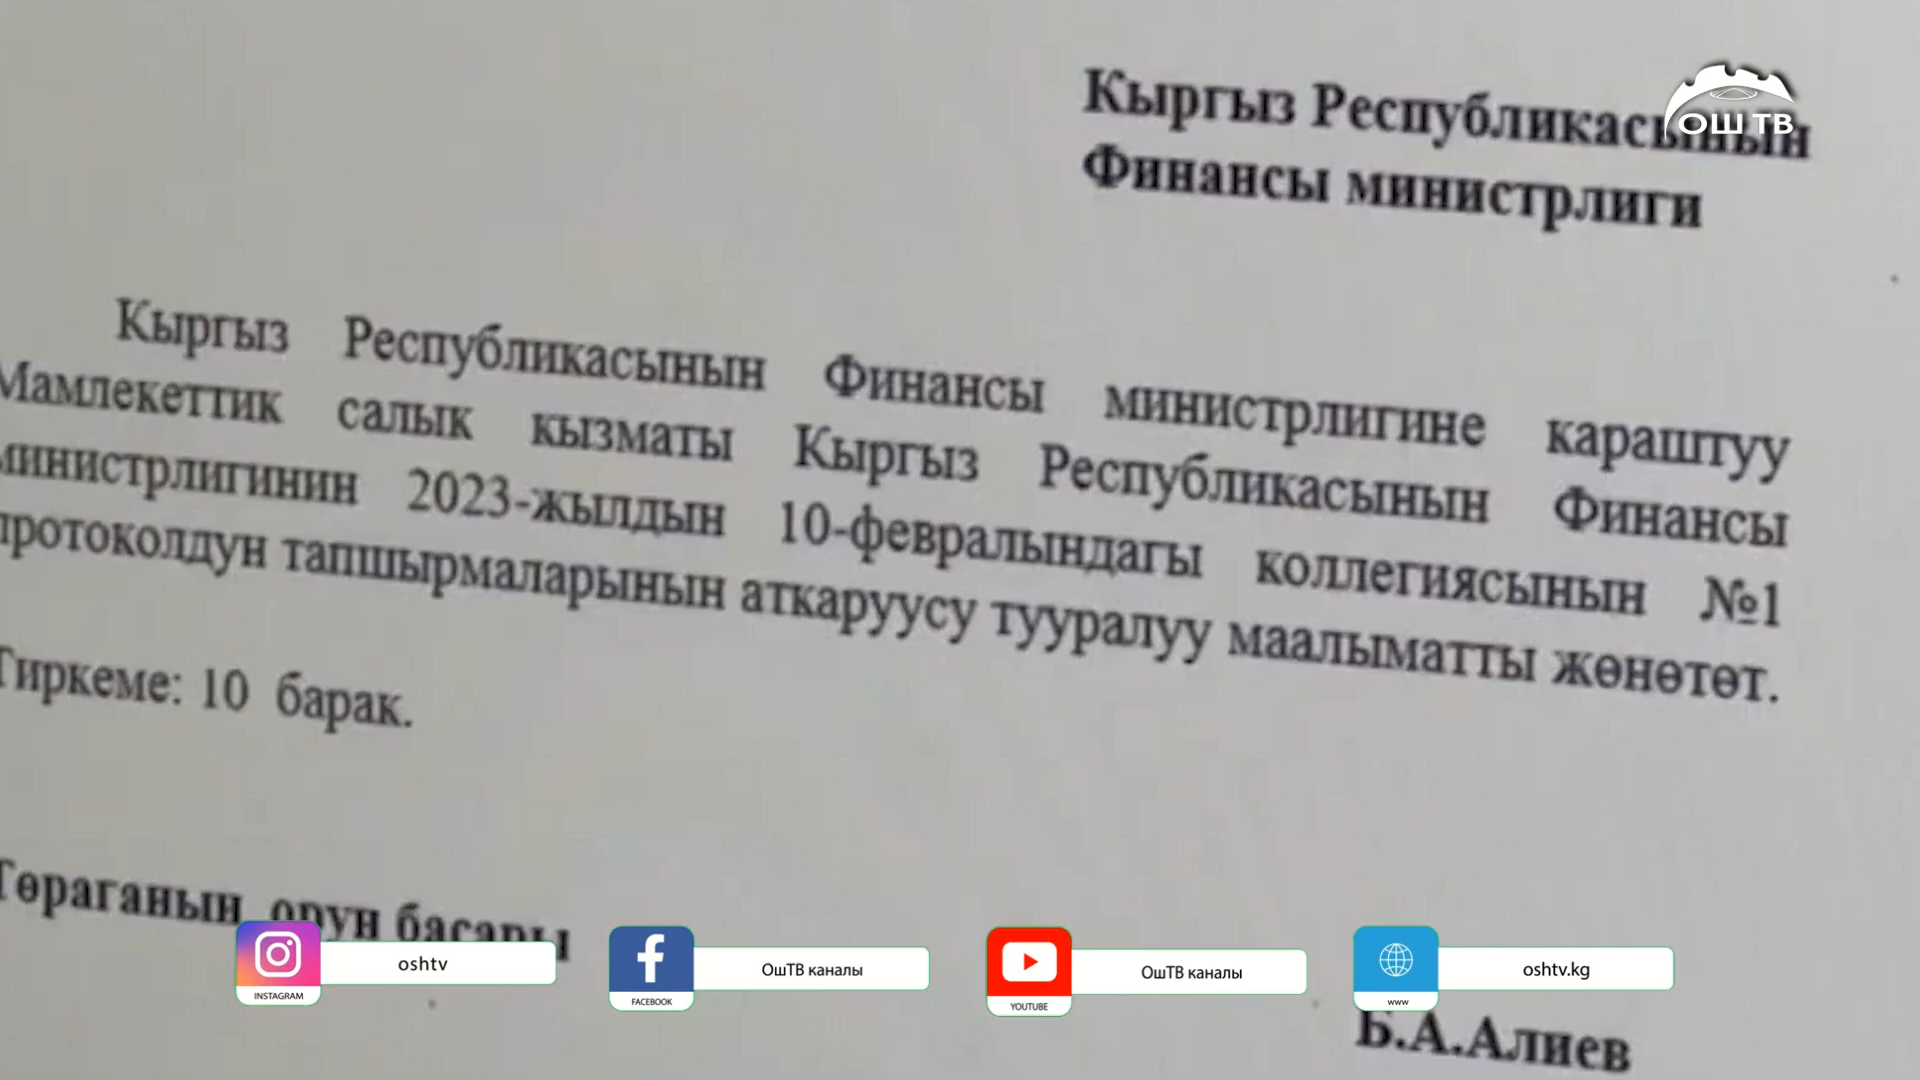 Кыргыз Республикасынын
ОШ ТВ
Финансы министрлиги
Кыргыз Республикасынын Финансы министрлигине караштуу
Мамлекеттик салык кызматы Кыргыз Республикасынын Финансы
министрлигинин 2023-жылдын 10-февралындагы коллегиясынын №1
протоколдун тапшырмаларынын аткаруусу тууралуу маалыматты жөнөтөт.
Тиркеме: 10 барак.
Төраганын орун басары
oshtv
INSTAGRAM
ОшТВ каналы
FACEBOOK
ОшТВ каналы
YOUTUBE
oshtv.kg
www
Б.А.Алиев